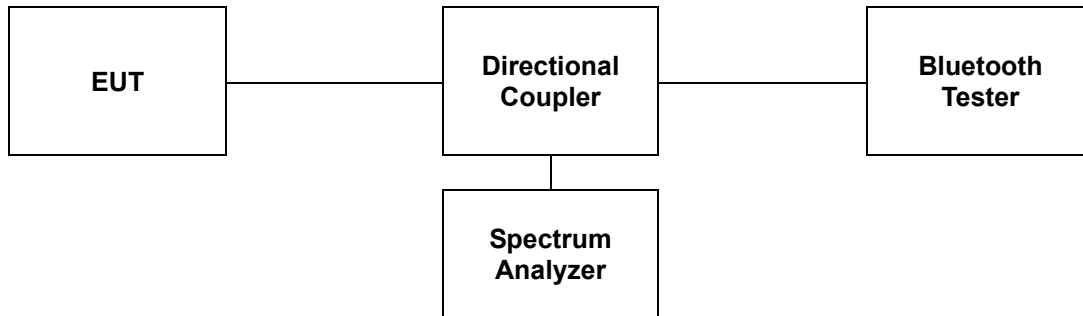 EUT
Directional
Coupler
Bluetooth
Tester
Spectrum
Analyzer